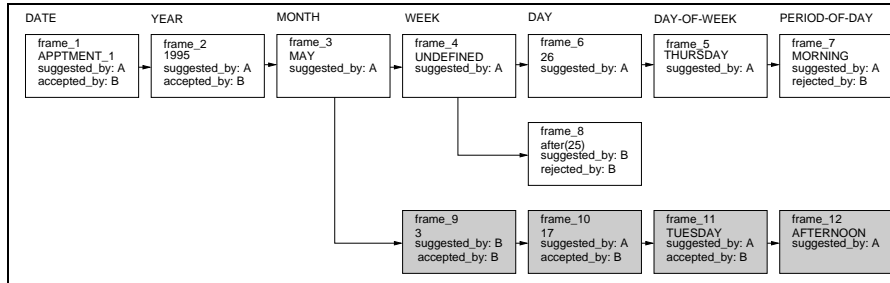 DATE
YEAR
MONTH
WEEK
DAY
DAY-OF-WEEK
PERIOD-OF-DAY
frame_1
APPTMENT_1
suggested_by: A
accepted_by: B
frame_2
1995
suggested_by: A
accepted_by: B
frame_3
MAY
suggested_by: A
frame_4
UNDEFINED
suggested_by: A
frame_6
26
suggested_by: A
frame_5
THURSDAY
suggested_by: A
frame_7
MORNING
suggested_by: A
rejected_by: B
frame_8
after(25)
suggested_by: B
rejected_by: B
frame_9
3
suggested_by: B
accepted_by: B
frame_10
17
suggested_by: A
accepted_by: B
frame_11
TUESDAY
suggested_by: A
accepted_by: B
frame_12
AFTERNOON
suggested_by: A